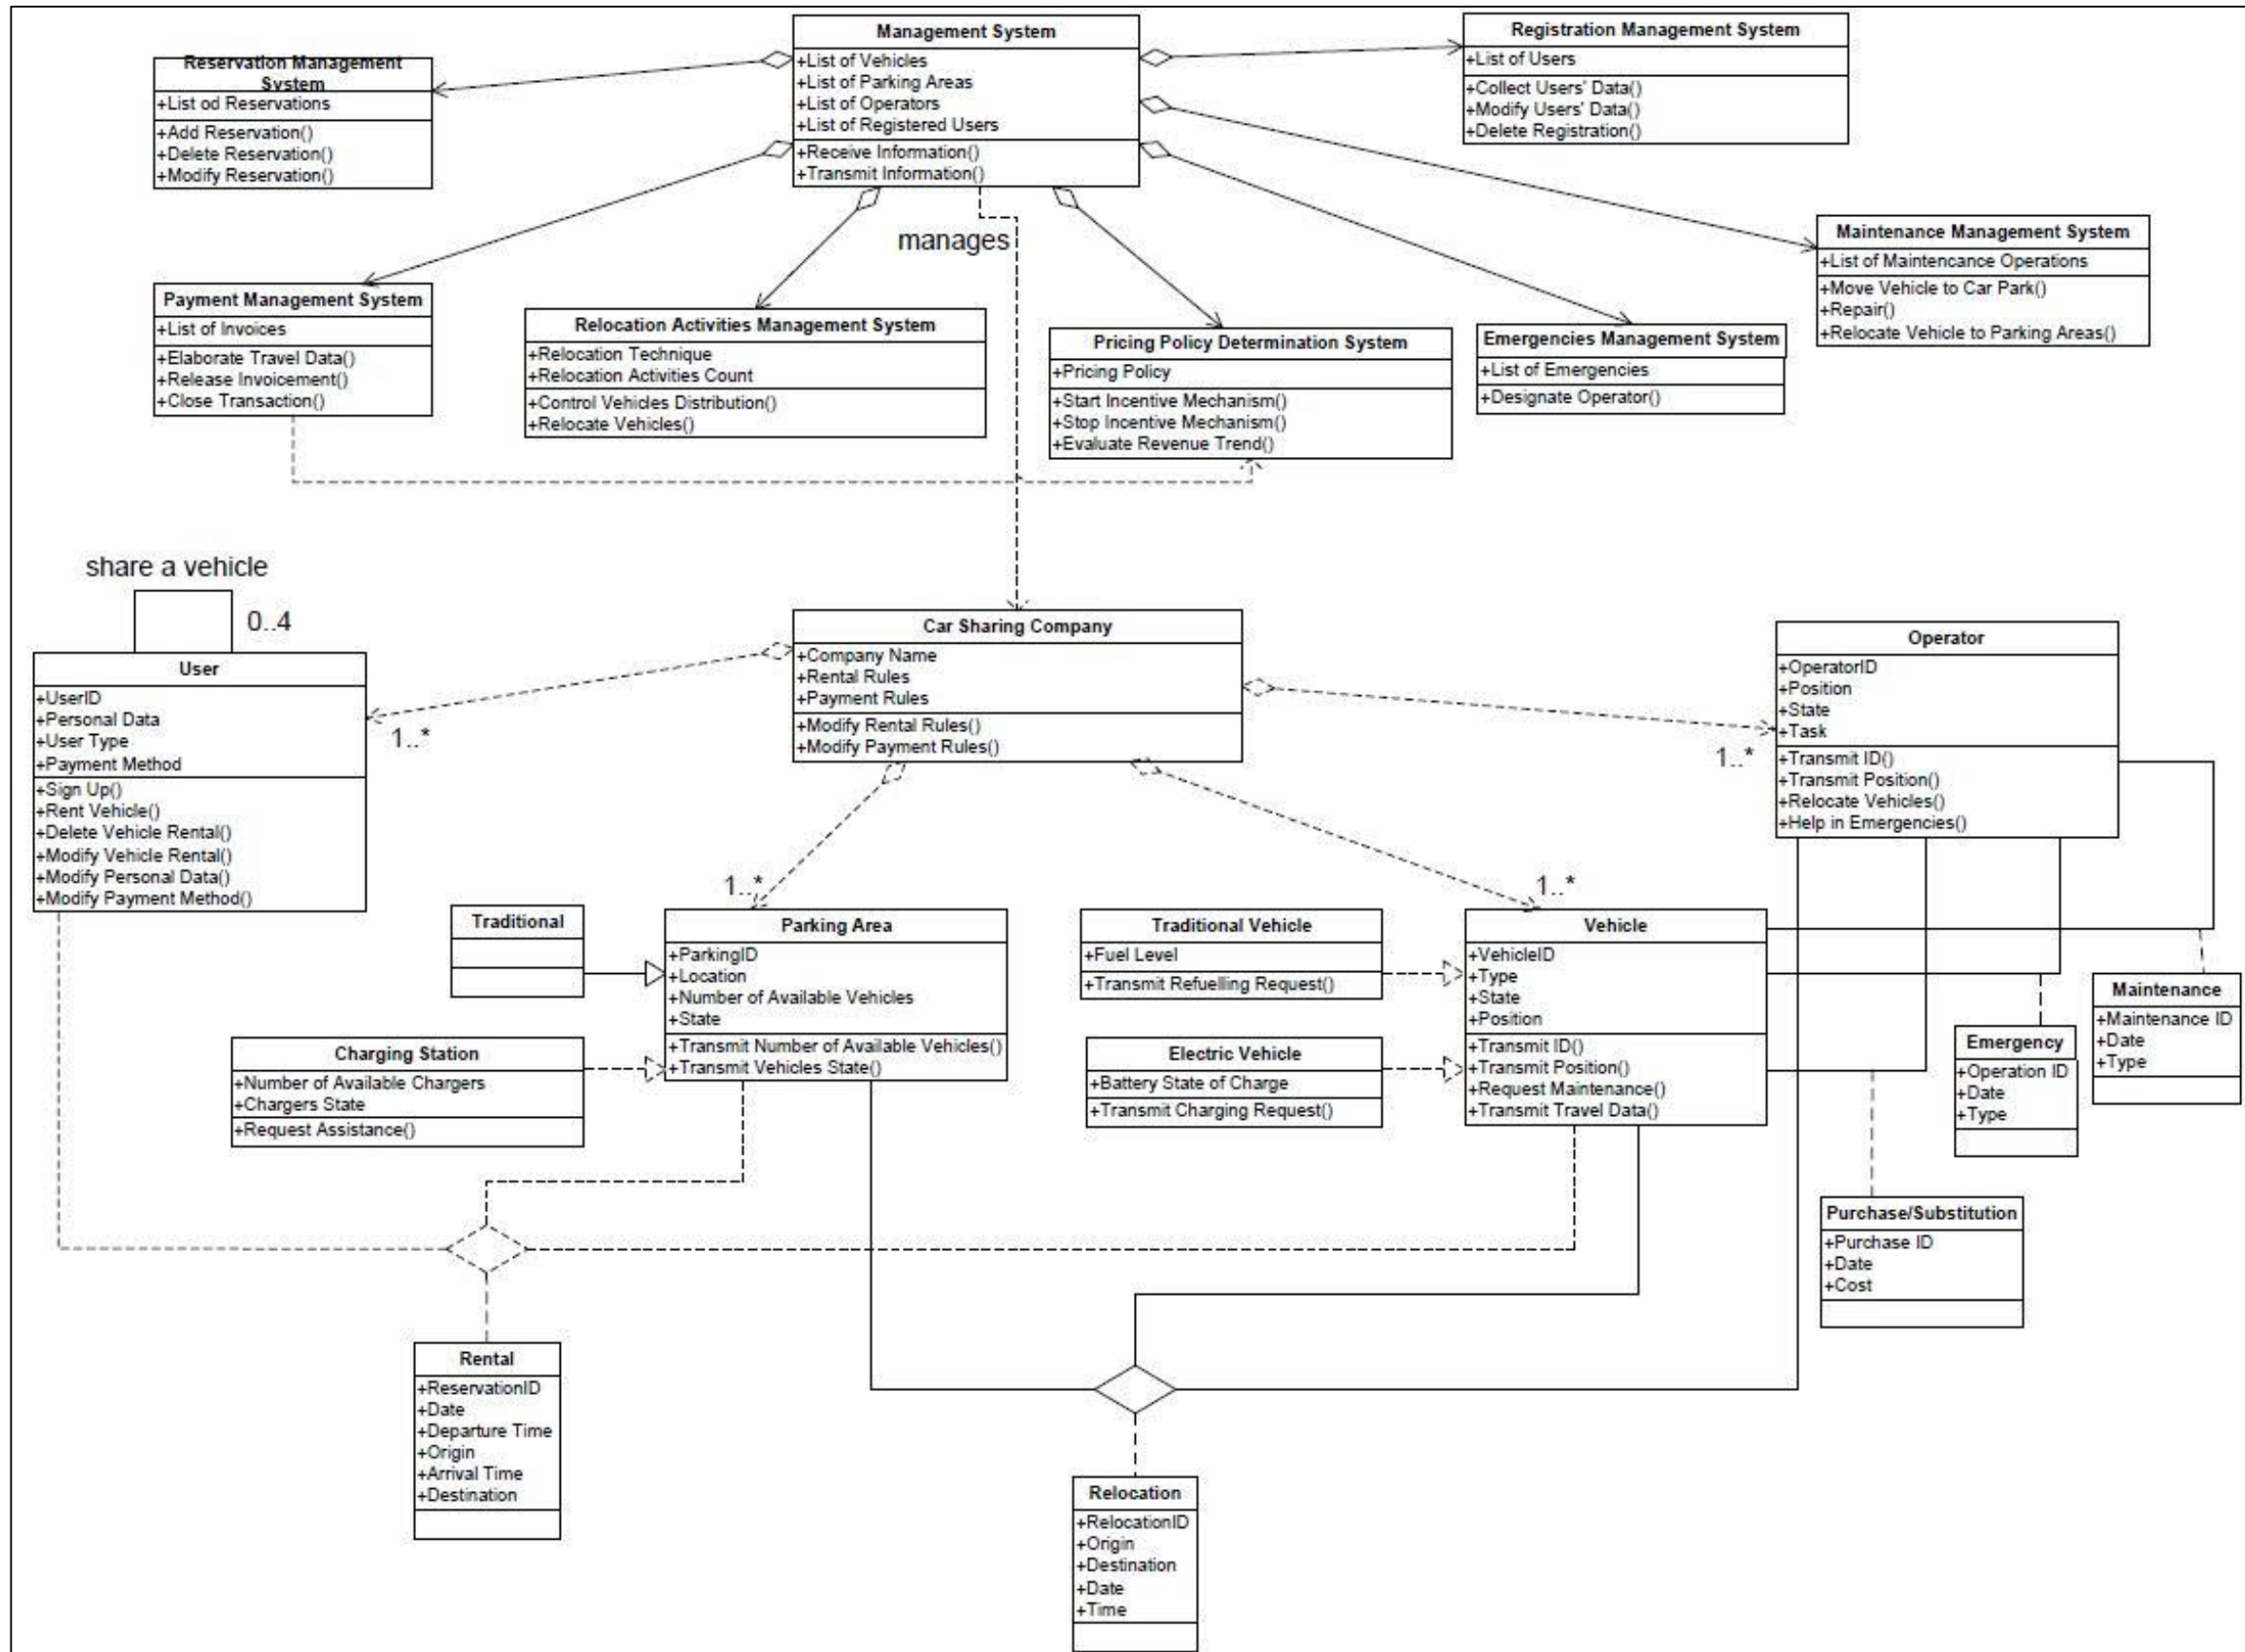 Management System
+List of Vehicles
+List of Parking Areas
+List of Operators
+List of Registered Users
+Receive Information()
+Transmit Information()
Registration Management System
+List of Users
+Collect Users' Data()
+Modify Users' Data()
+Delete Registration()
Reservation Management
System
+List od Reservations
+Add Reservation()
+Delete Reservation()
+Modify Reservation()
manages
Maintenance Management System
+List of Maintencance Operations
+Move Vehicle to Car Park()
+Repair()
+Relocate Vehicle to Parking Areas()
Payment Management System
+List of Invoices
+Elaborate Travel Data()
+Release Invoicement()
+Close Transaction()
Relocation Activities Management System
+Relocation Technique
+Relocation Activities Count
+Control Vehicles Distribution()
+Relocate Vehicles()
Pricing Policy Determination System
+Pricing Policy
+Start Incentive Mechanism()
+Stop Incentive Mechanism()
+Evaluate Revenue Trend()
Emergencies Management System
+List of Emergencies
+Designate Operator()
share a vehicle
0..4
User
+UserID
+Personal Data
+User Type
+Payment Method
+Sign Up()
+Rent Vehicle()
+Delete Vehicle Rental()
+Modify Vehicle Rental()
+Modify Personal Data()
+Modify Payment Method()
1..*
Car Sharing Company
+Company Name
+Rental Rules
+Payment Rules
+Modify Rental Rules()
+Modify Payment Rules()
1..*
Operator
+OperatorID
+Position
+State
+Task
+Transmit ID()
+Transmit Position()
+Relocate Vehicles()
+Help in Emergencies()
1..*
1..*
Traditional
Parking Area
+ParkingID
+Location
+Number of Available Vehicles
+State
+Transmit Number of Available Vehicles()
+Transmit Vehicles State()
Traditional Vehicle
+Fuel Level
+Transmit Refuelling Request()
Vehicle
+VehicleID
+Type
+State
+Position
+Transmit ID()
+Transmit Position()
+Request Maintenance()
+Transmit Travel Data()
Charging Station
+Number of Available Chargers
+Chargers State
+Request Assistance()
Electric Vehicle
+Battery State of Charge
+Transmit Charging Request()
Maintenance
+Maintenance ID
+Date
+Type
Emergency
+Operation ID
+Date
+Type
Purchase/Substitution
+Purchase ID
+Date
+Cost
Rental
+ReservationID
+Date
+Departure Time
+Origin
+Arrival Time
+Destination
Relocation
+RelocationID
+Origin
+Destination
+Date
+Time